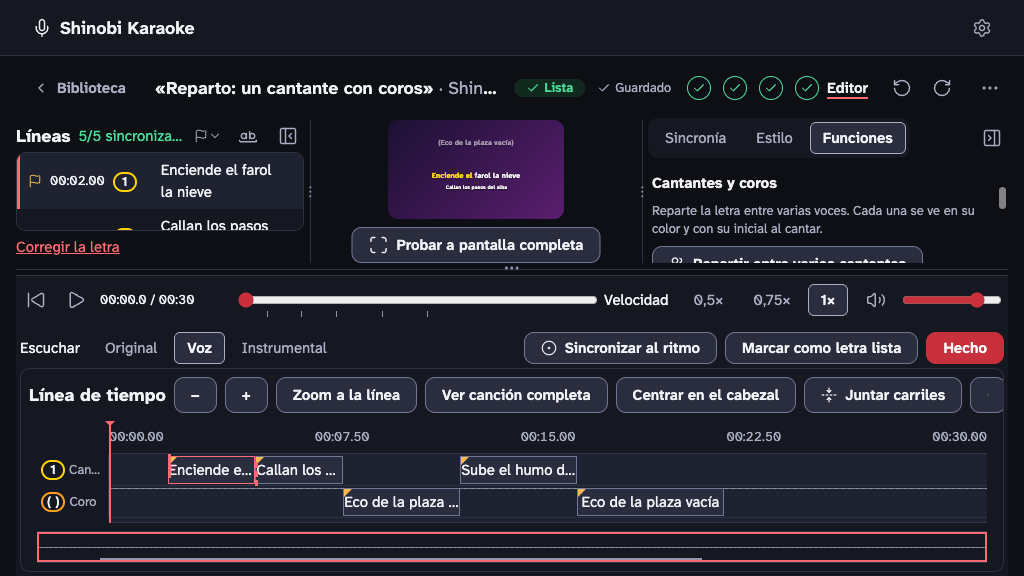 Shinobi Karaoke
Biblioteca
«Reparto: un cantante con coros» · Shin...
Lista
Guardado
Editor
Líneas 5/5 sincroniza...
ab
00:02.00 1 Enciende el farol
la nieve
Callan los pasos
Corregir la letra
(Eco de la plaza vacía)
Enciende el farol la nieve
Callan los pasos del alba
Probar a pantalla completa
Sincronía Estilo Funciones
Cantantes y coros
Reparte la letra entre varias voces. Cada una se ve en su
color y con su inicial al cantar.
Repartir entre varios cantantes
00:00.0 / 00:30
Velocidad 0,5× 0,75× 1×
Escuchar Original Voz Instrumental
Sincronizar al ritmo Marcar como letra lista Hecho
Línea de tiempo − + Zoom a la línea Ver canción completa Centrar en el cabezal Juntar carriles
00:00.00 00:07.50 00:15.00 00:22.50 00:30.00
1 Can... Enciende e... Callan los ... Sube el humo d...
( ) Coro Eco de la plaza ... Eco de la plaza vacía